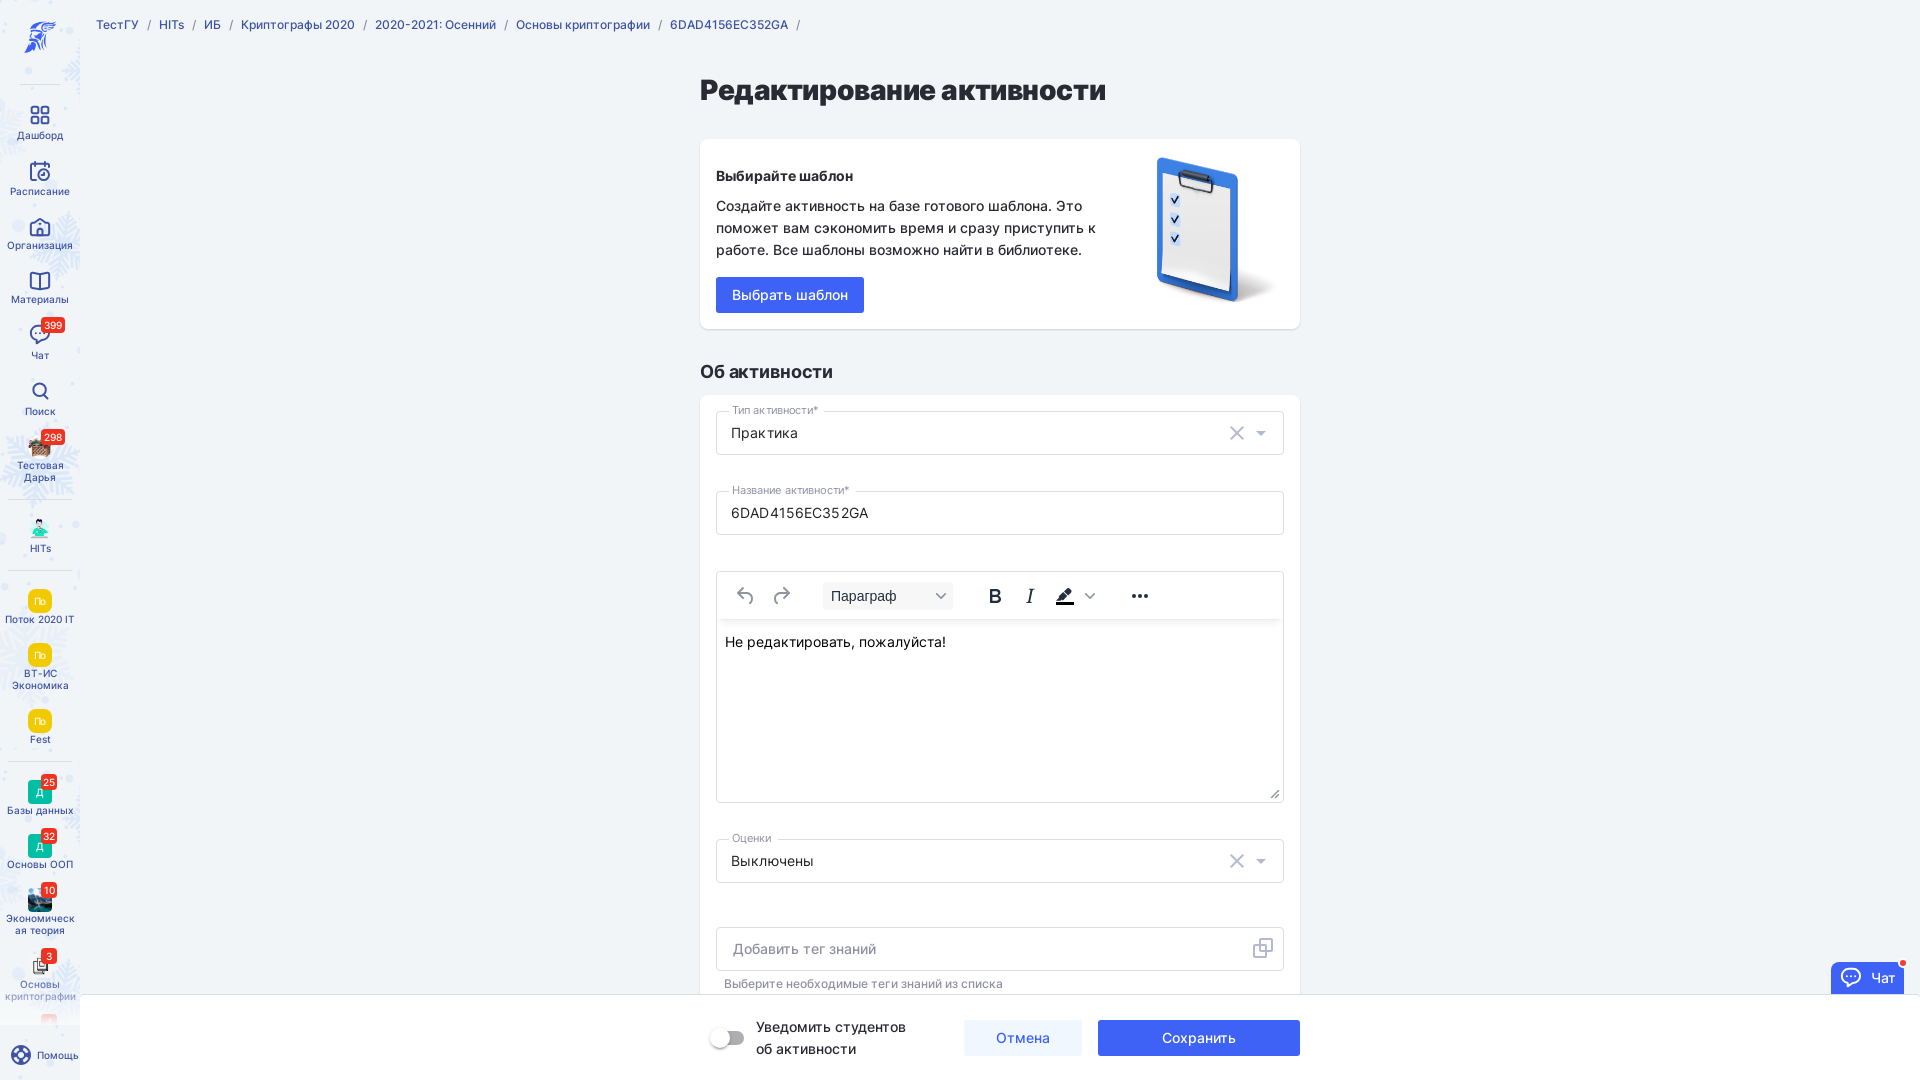 ТестГУ / HITs / ИБ / Криптографы 2020 / 2020-2021: Осенний / Основы криптографии / 6DAD4156EC352GA /
Дашборд
Расписание
Организация
Материалы
399
Чат
Поиск
298
Тестовая
Дарья
HITs
По
Поток 2020 IT
По
ВТ-ИС
Экономика
По
Fest
25
Д
Базы данных
32
Д
Основы ООП
10
Экономическ
ая теория
3
Основы
криптографии
Помощь
Редактирование активности
Выбирайте шаблон
Создайте активность на базе готового шаблона. Это
поможет вам сэкономить время и сразу приступить к
работе. Все шаблоны возможно найти в библиотеке.
Выбрать шаблон
Об активности
Тип активности*
Практика
Название активности*
6DAD4156EC352GA
Параграф
Не редактировать, пожалуйста!
Оценки
Выключены
Добавить тег знаний
Выберите необходимые теги знаний из списка
Чат
Уведомить студентов
об активности
Отмена
Сохранить